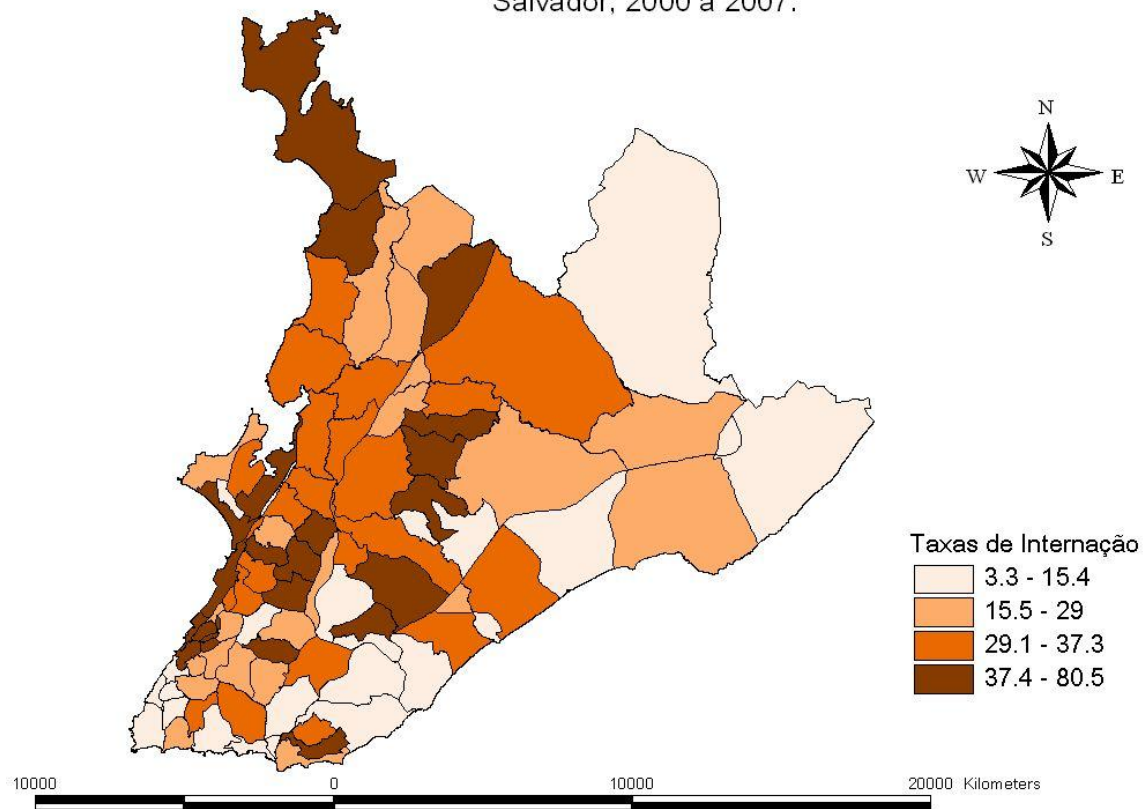 Salvador, 2000 a 2007.
N
W
E
S
Taxas de Internação
3.3 - 15.4
15.5 - 29
29.1 - 37.3
37.4 - 80.5
10000 0 10000 20000 Kilometers